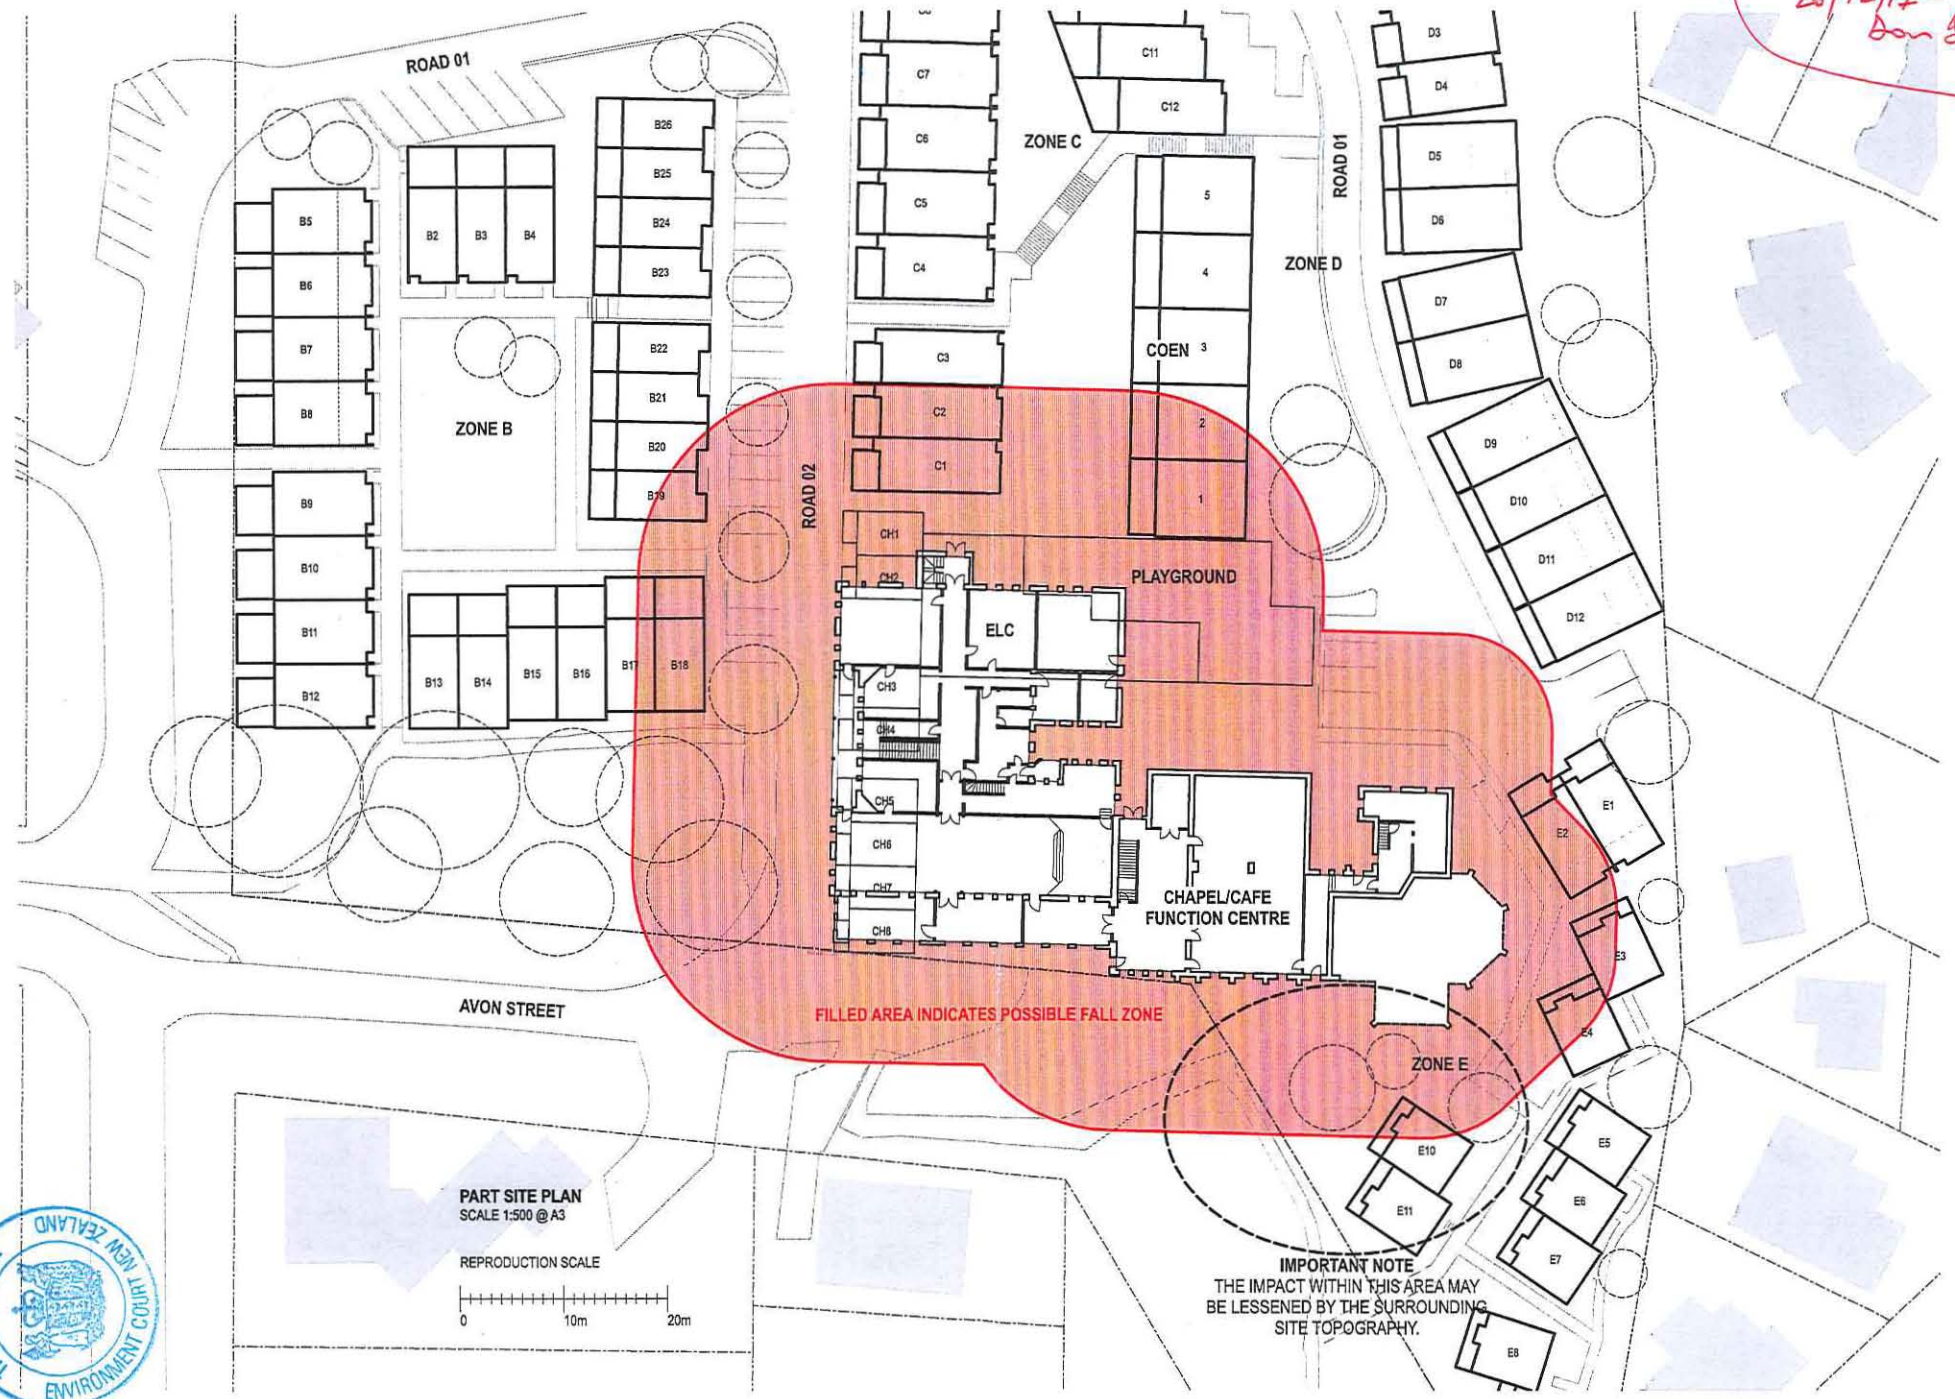 20/12/17
Don
ROAD 01
B5
B6
B7
B8
B9
B10
B11
B12
B2
B3
B4
B26
B25
B24
B23
B22
B21
B20
B19
ZONE B
B13
B14
B15
B16
B17
B18
C7
C6
C5
C4
C3
C2
C1
C11
C12
ZONE C
ROAD 02
5
4
COEN
3
2
1
ZONE D
ROAD 01
D3
D4
D5
D6
D7
D8
D9
D10
D11
D12
CH1
CH2
CH3
CH4
CH5
CH6
CH7
CH8
ELC
PLAYGROUND
CHAPEL/CAFE
FUNCTION CENTRE
E1
E2
E3
E4
ZONE E
E10
E11
E5
E6
E7
E8
AVON STREET
FILLED AREA INDICATES POSSIBLE FALL ZONE
PART SITE PLAN
SCALE 1:500 @ A3
REPRODUCTION SCALE
0 10m 20m
IMPORTANT NOTE
THE IMPACT WITHIN THIS AREA MAY
BE LESSENED BY THE SURROUNDING
SITE TOPOGRAPHY.
ENVIRONMENT COURT NEW ZEALAND